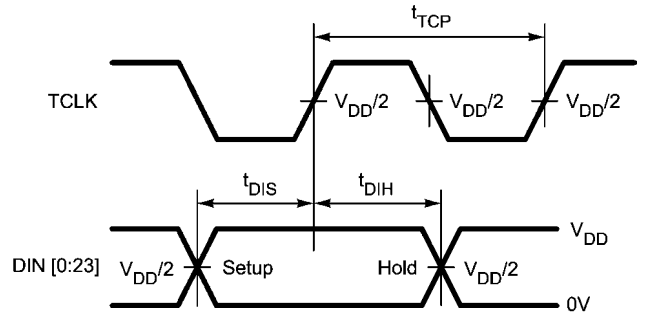 tTCP
TCLK
VDD/2
VDD/2
VDD/2
tDIS
tDIH
VDD
DIN [0:23]
VDD/2
Setup
Hold
VDD/2
0V